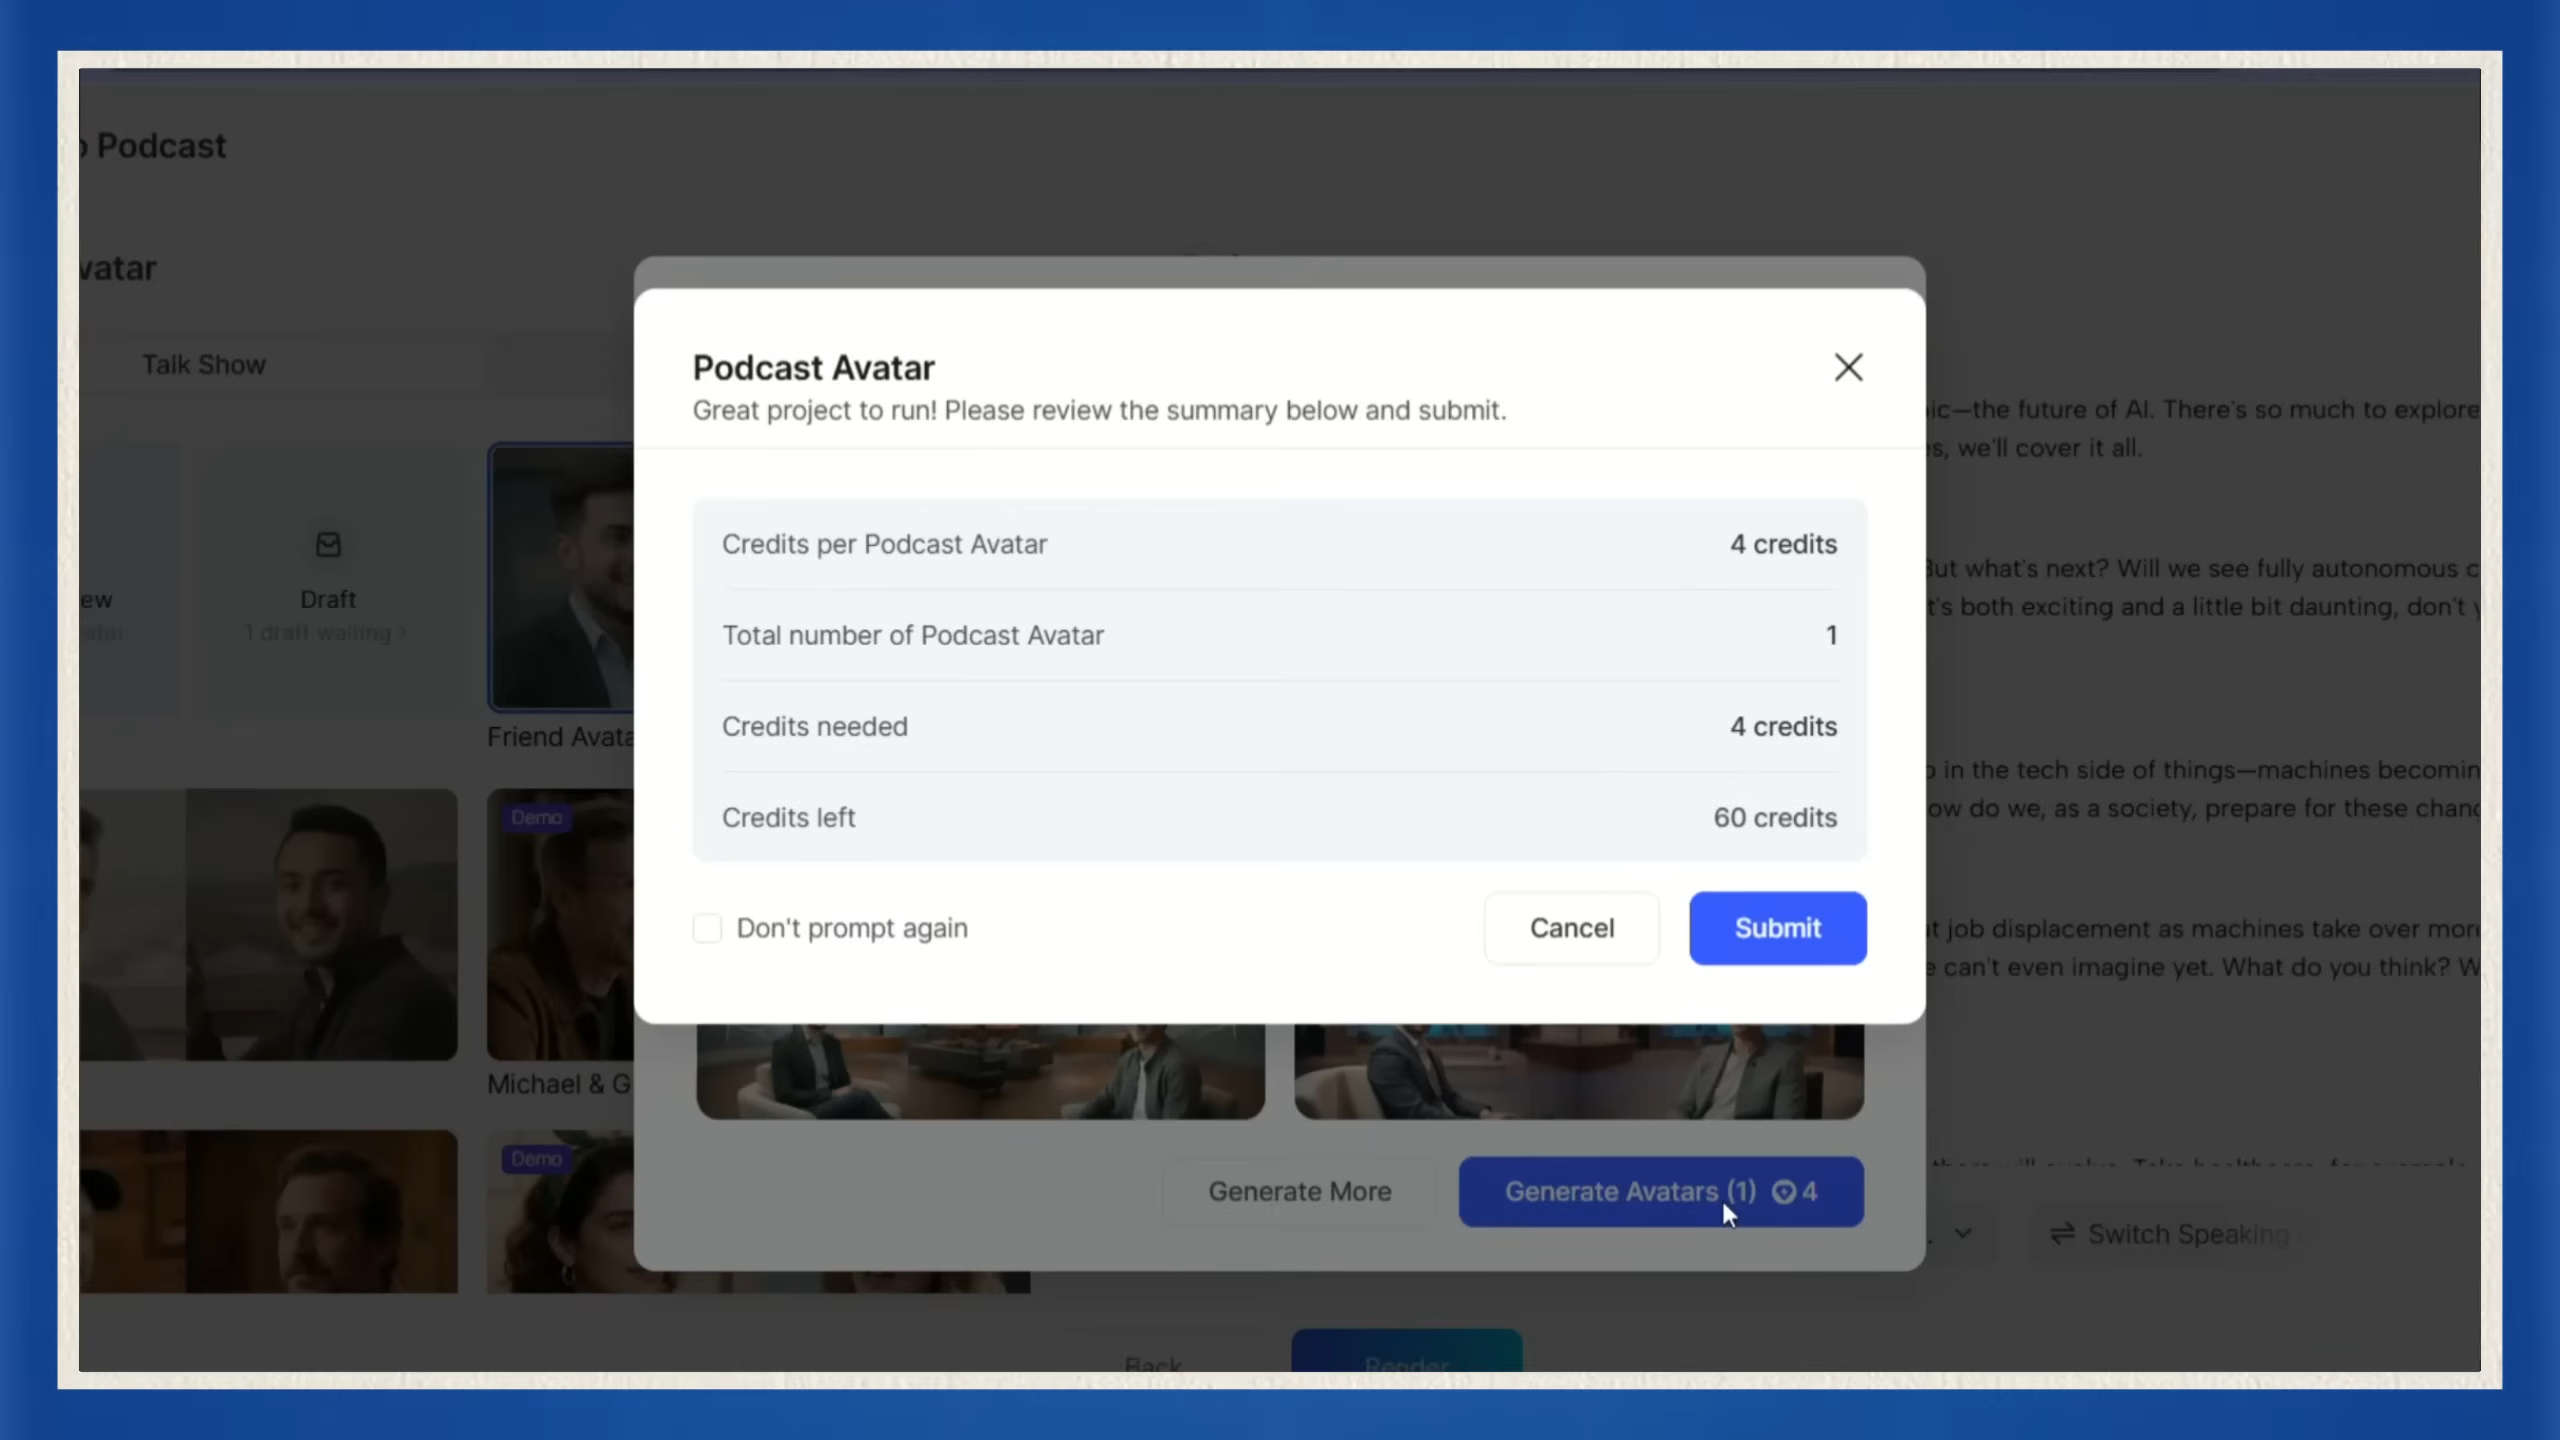 Podcast
vatar
Talk Show
Draft
1 draft waiting >
Friend Avata
Demo
Michael & G
Demo
Podcast Avatar
Great project to run! Please review the summary below and submit.
Credits per Podcast Avatar 4 credits
Total number of Podcast Avatar 1
Credits needed 4 credits
Credits left 60 credits
Don't prompt again
Cancel
Submit
Generate More
Generate Avatars (1) 4
ic—the future of AI. There's so much to explore
s, we'll cover it all.
But what's next? Will we see fully autonomous c
t's both exciting and a little bit daunting, don't y
in the tech side of things—machines becomin
ow do we, as a society, prepare for these chang
t job displacement as machines take over more
e can't even imagine yet. What do you think? W
Switch Speaking
Back
Render